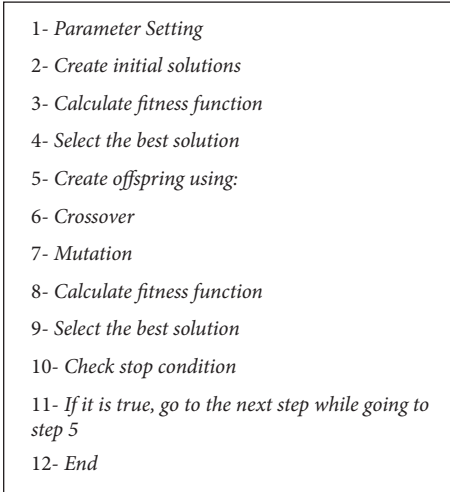 1- Parameter Setting
2- Create initial solutions
3- Calculate fitness function
4- Select the best solution
5- Create offspring using:
6- Crossover
7- Mutation
8- Calculate fitness function
9- Select the best solution
10- Check stop condition
11- If it is true, go to the next step while going to
step 5
12- End